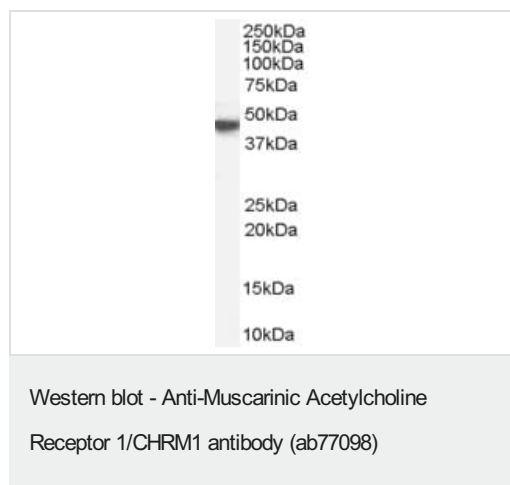 250kDa
150kDa
100kDa
75kDa
50kDa
37kDa
25kDa
20kDa
15kDa
10kDa
Western blot - Anti-Muscarinic Acetylcholine
Receptor 1/CHRM1 antibody (ab77098)